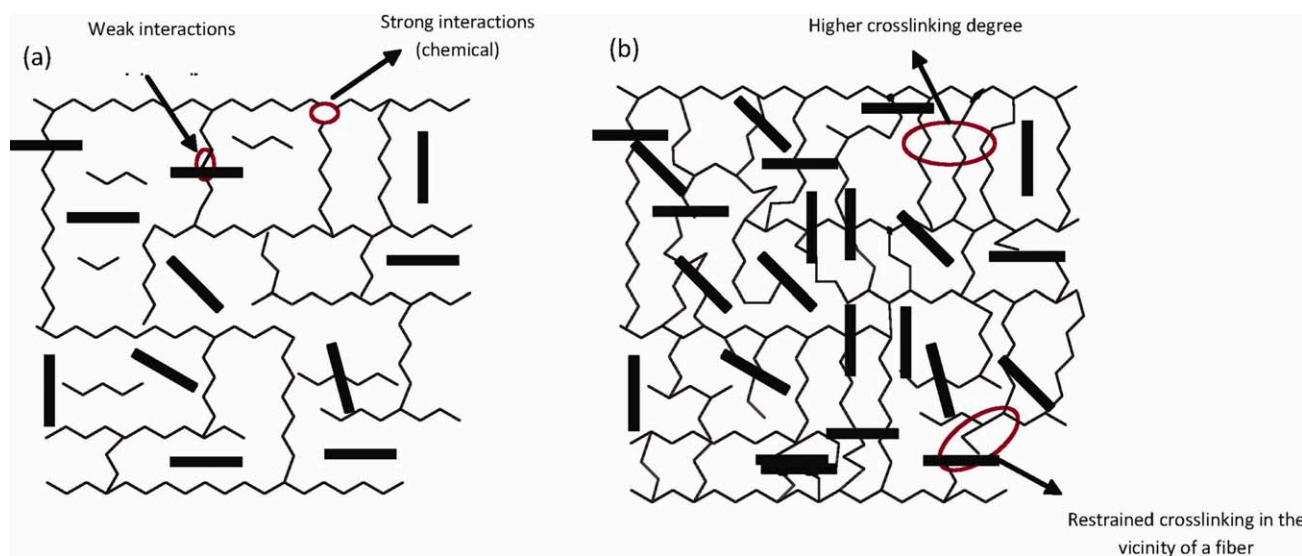 Weak interactions
Strong interactions
(chemical)
(a)
Higher crosslinking degree
(b)
Restrained crosslinking in the
vicinity of a fiber